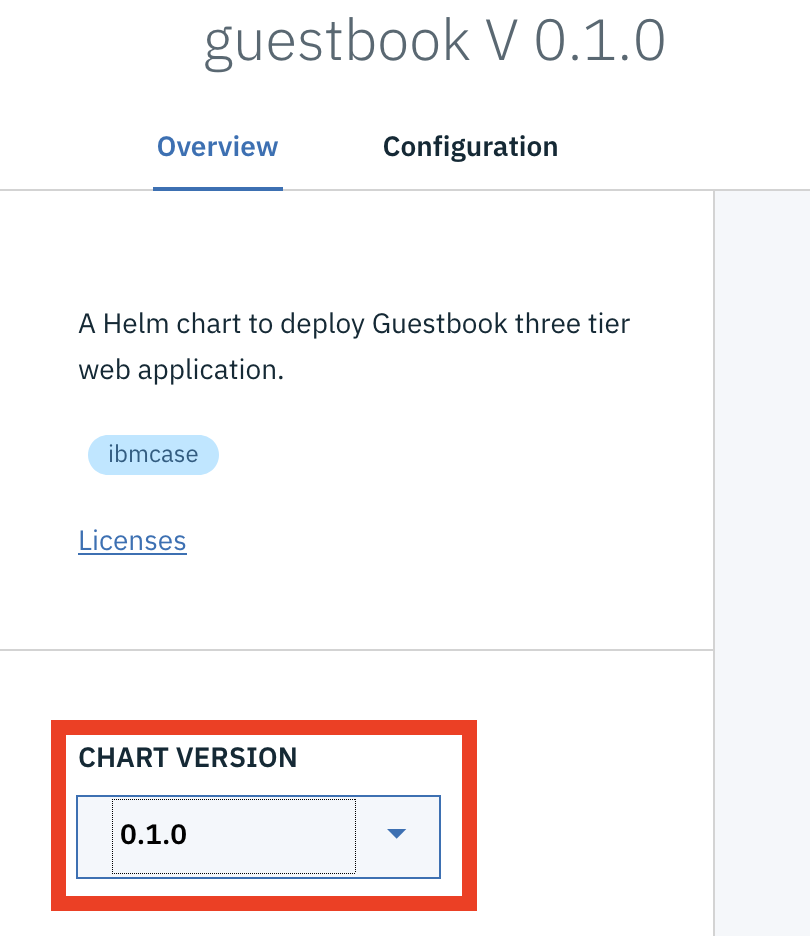 guestbook V 0.1.0
Overview Configuration
A Helm chart to deploy Guestbook three tier
web application.
ibmcase
Licenses
CHART VERSION
0.1.0